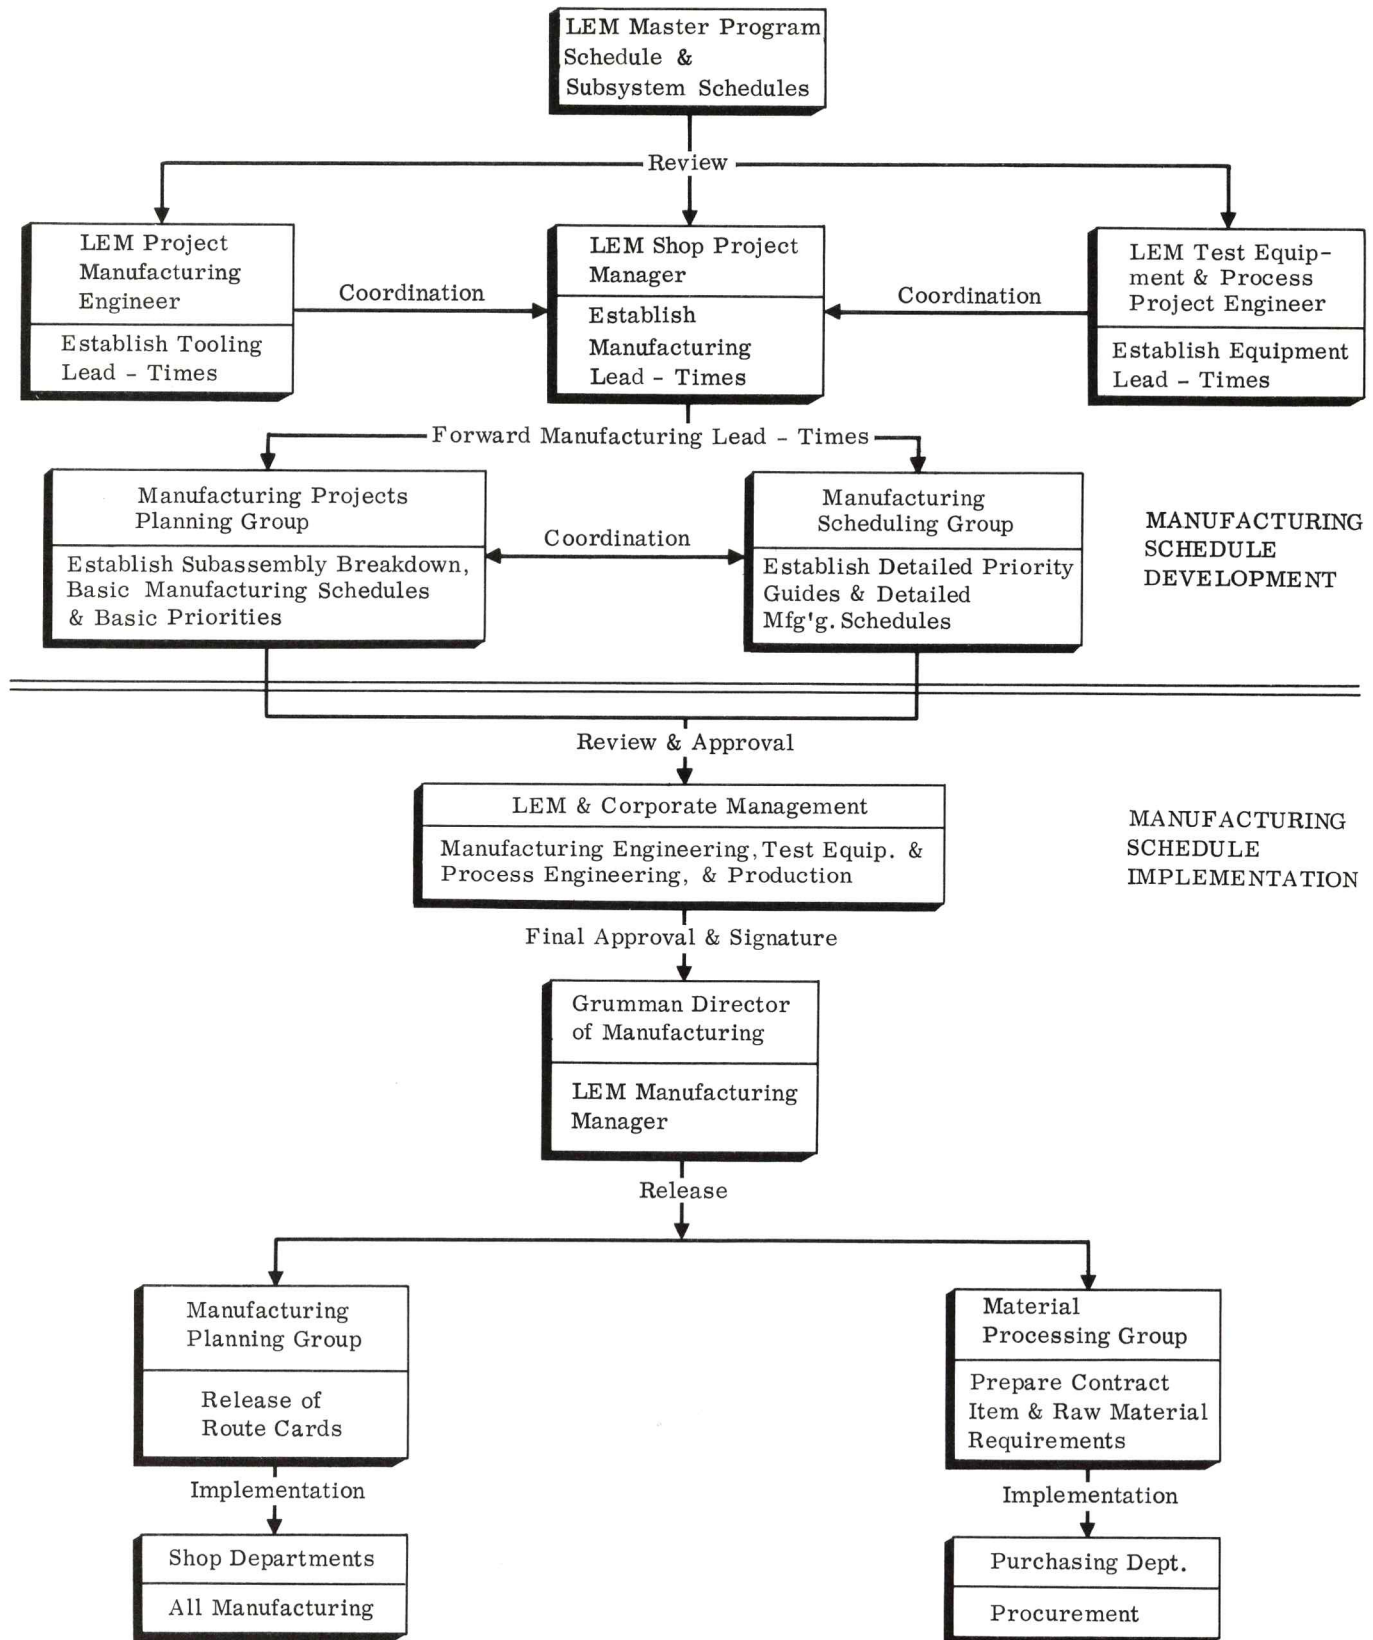 LEM Master Program
Schedule &
Subsystem Schedules
Review
LEM Project
Manufacturing
Engineer
Establish Tooling
Lead - Times
Coordination
LEM Shop Project
Manager
Establish
Manufacturing
Lead - Times
Coordination
LEM Test Equip-
ment & Process
Project Engineer
Establish Equipment
Lead - Times
Forward Manufacturing Lead - Times
Manufacturing Projects
Planning Group
Establish Subassembly Breakdown,
Basic Manufacturing Schedules
& Basic Priorities
Coordination
Manufacturing
Scheduling Group
Establish Detailed Priority
Guides & Detailed
Mfg'g. Schedules
MANUFACTURING
SCHEDULE
DEVELOPMENT
Review & Approval
LEM & Corporate Management
Manufacturing Engineering, Test Equip. &
Process Engineering, & Production
MANUFACTURING
SCHEDULE
IMPLEMENTATION
Final Approval & Signature
Grumman Director
of Manufacturing
LEM Manufacturing
Manager
Release
Manufacturing
Planning Group
Release of
Route Cards
Implementation
Shop Departments
All Manufacturing
Material
Processing Group
Prepare Contract
Item & Raw Material
Requirements
Implementation
Purchasing Dept.
Procurement